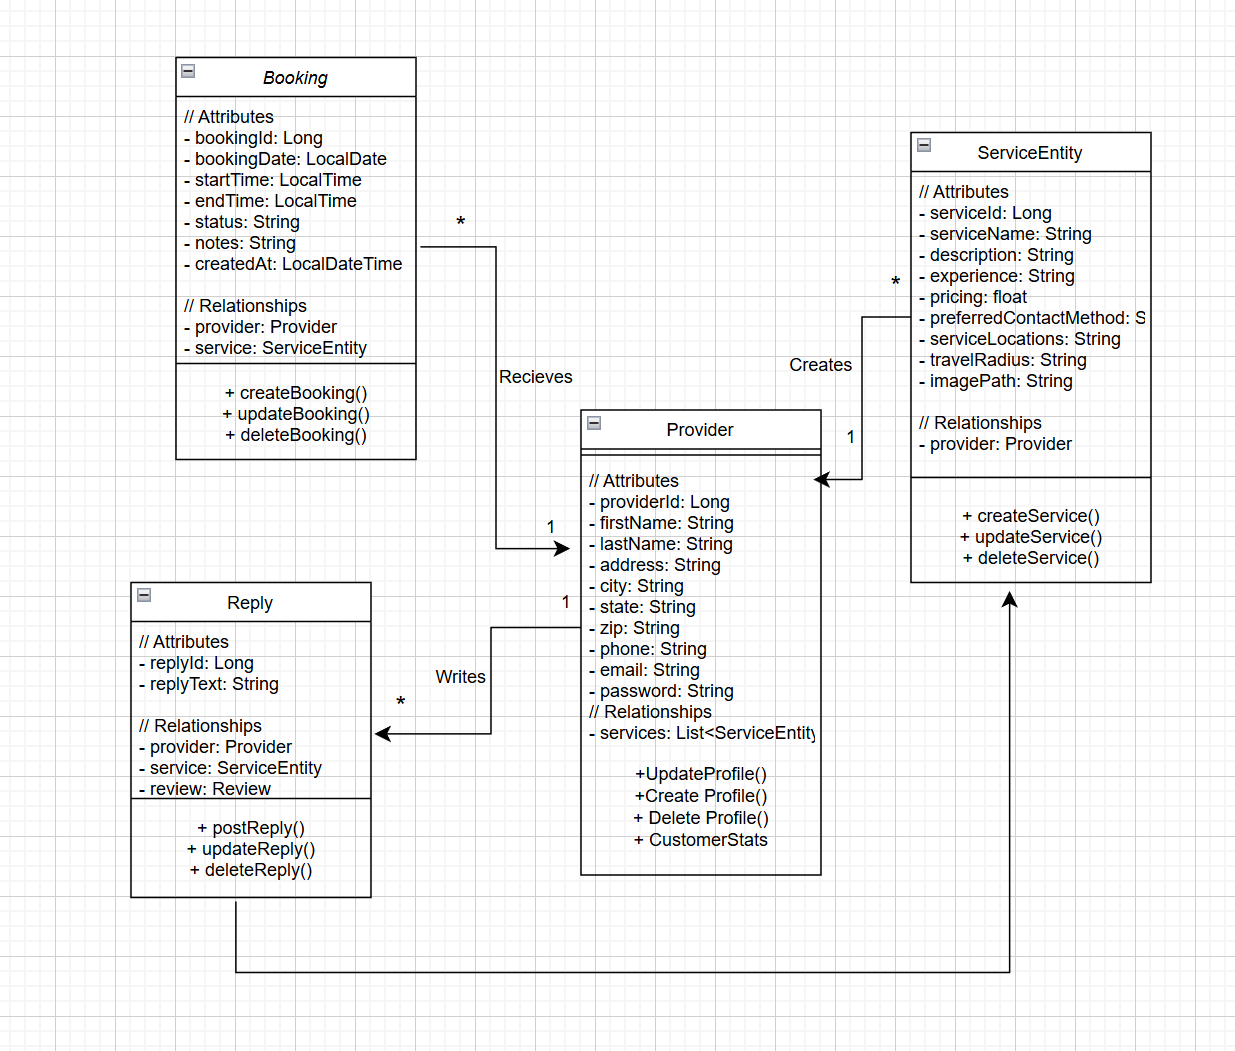 Booking
// Attributes
- bookingId: Long
- bookingDate: LocalDate
- startTime: LocalTime
- endTime: LocalTime
- status: String
- notes: String
- createdAt: LocalDateTime
// Relationships
- provider: Provider
- service: ServiceEntity
+ createBooking()
+ updateBooking()
+ deleteBooking()
*
Recieves
1
ServiceEntity
// Attributes
- serviceId: Long
- serviceName: String
- description: String
- experience: String
- pricing: float
- preferredContactMethod: S
- serviceLocations: String
- travelRadius: String
- imagePath: String
// Relationships
- provider: Provider
+ createService()
+ updateService()
+ deleteService()
*
Creates
1
Provider
// Attributes
- providerId: Long
- firstName: String
- lastName: String
- address: String
- city: String
- state: String
- zip: String
- phone: String
- email: String
- password: String
// Relationships
- services: List<ServiceEntity
+UpdateProfile()
+Create Profile()
+ Delete Profile()
+ CustomerStats
1
Writes
*
Reply
// Attributes
- replyId: Long
- replyText: String
// Relationships
- provider: Provider
- service: ServiceEntity
- review: Review
+ postReply()
+ updateReply()
+ deleteReply()